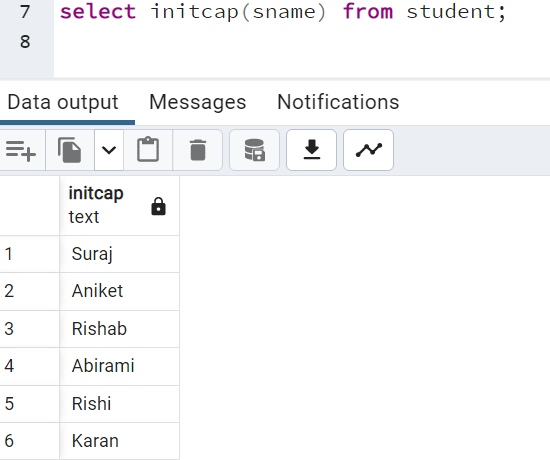 7 select initcap(sname) from student;
8
Data output Messages Notifications
initcap
text
1 Suraj
2 Aniket
3 Rishab
4 Abirami
5 Rishi
6 Karan